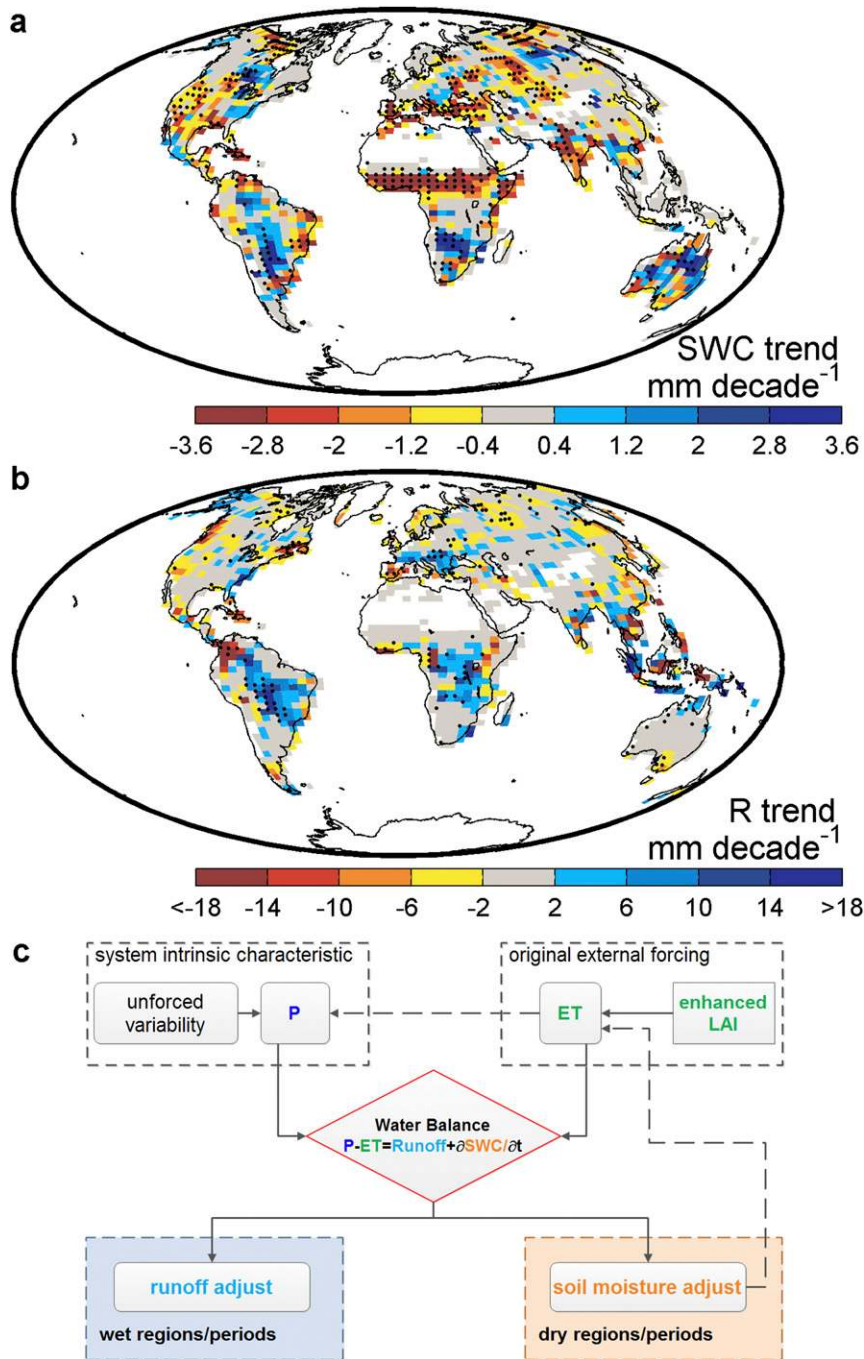 a
SWC trend
mm decade⁻¹
-3.6 -2.8 -2 -1.2 -0.4 0.4 1.2 2 2.8 3.6
b
R trend
mm decade⁻¹
<-18 -14 -10 -6 -2 2 6 10 14 >18
c
system intrinsic characteristic
original external forcing
unforced
variability
P
ET
enhanced
LAI
Water Balance
P-ET=Runoff+∂SWC/∂t
runoff adjust
soil moisture adjust
wet regions/periods
dry regions/periods